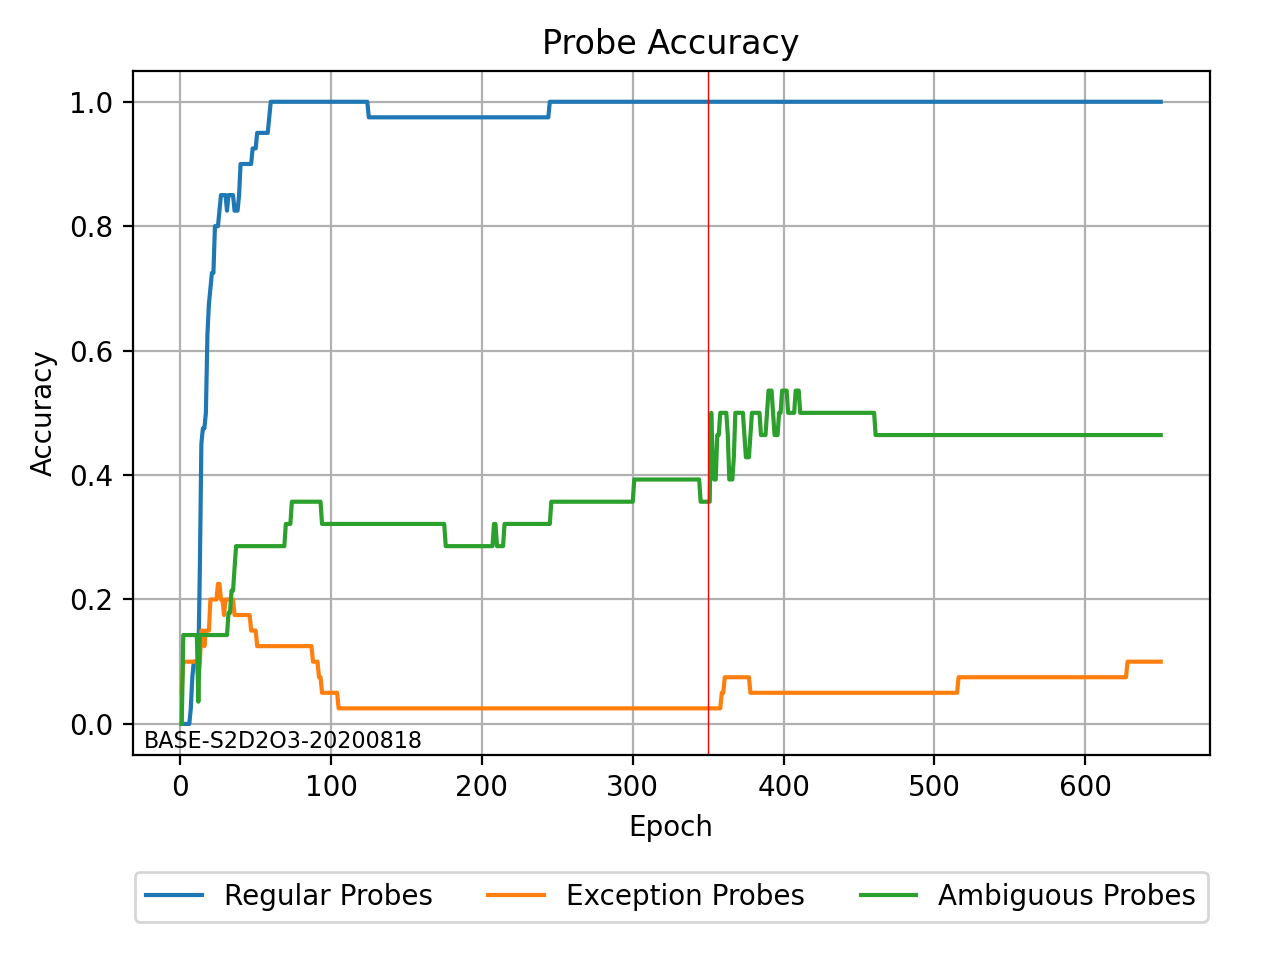 Probe Accuracy
1.0
0.8
0.6
0.4
0.2
0.0
Accuracy
BASE-S2D2O3-20200818
0 100 200 300 400 500 600
Epoch
Regular Probes Exception Probes Ambiguous Probes